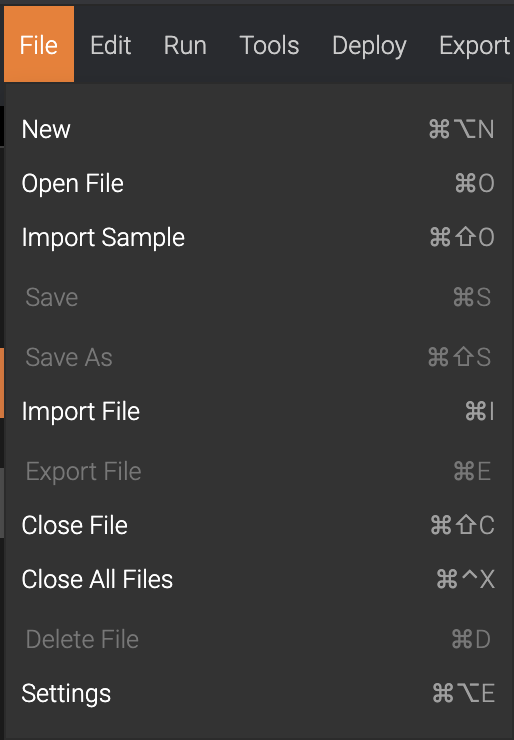 File Edit Run Tools Deploy Export
New ⌘⌥N
Open File ⌘O
Import Sample ⌘⇧O
Save ⌘S
Save As ⌘⇧S
Import File ⌘I
Export File ⌘E
Close File ⌘⇧C
Close All Files ⌘^X
Delete File ⌘D
Settings ⌘⌥E